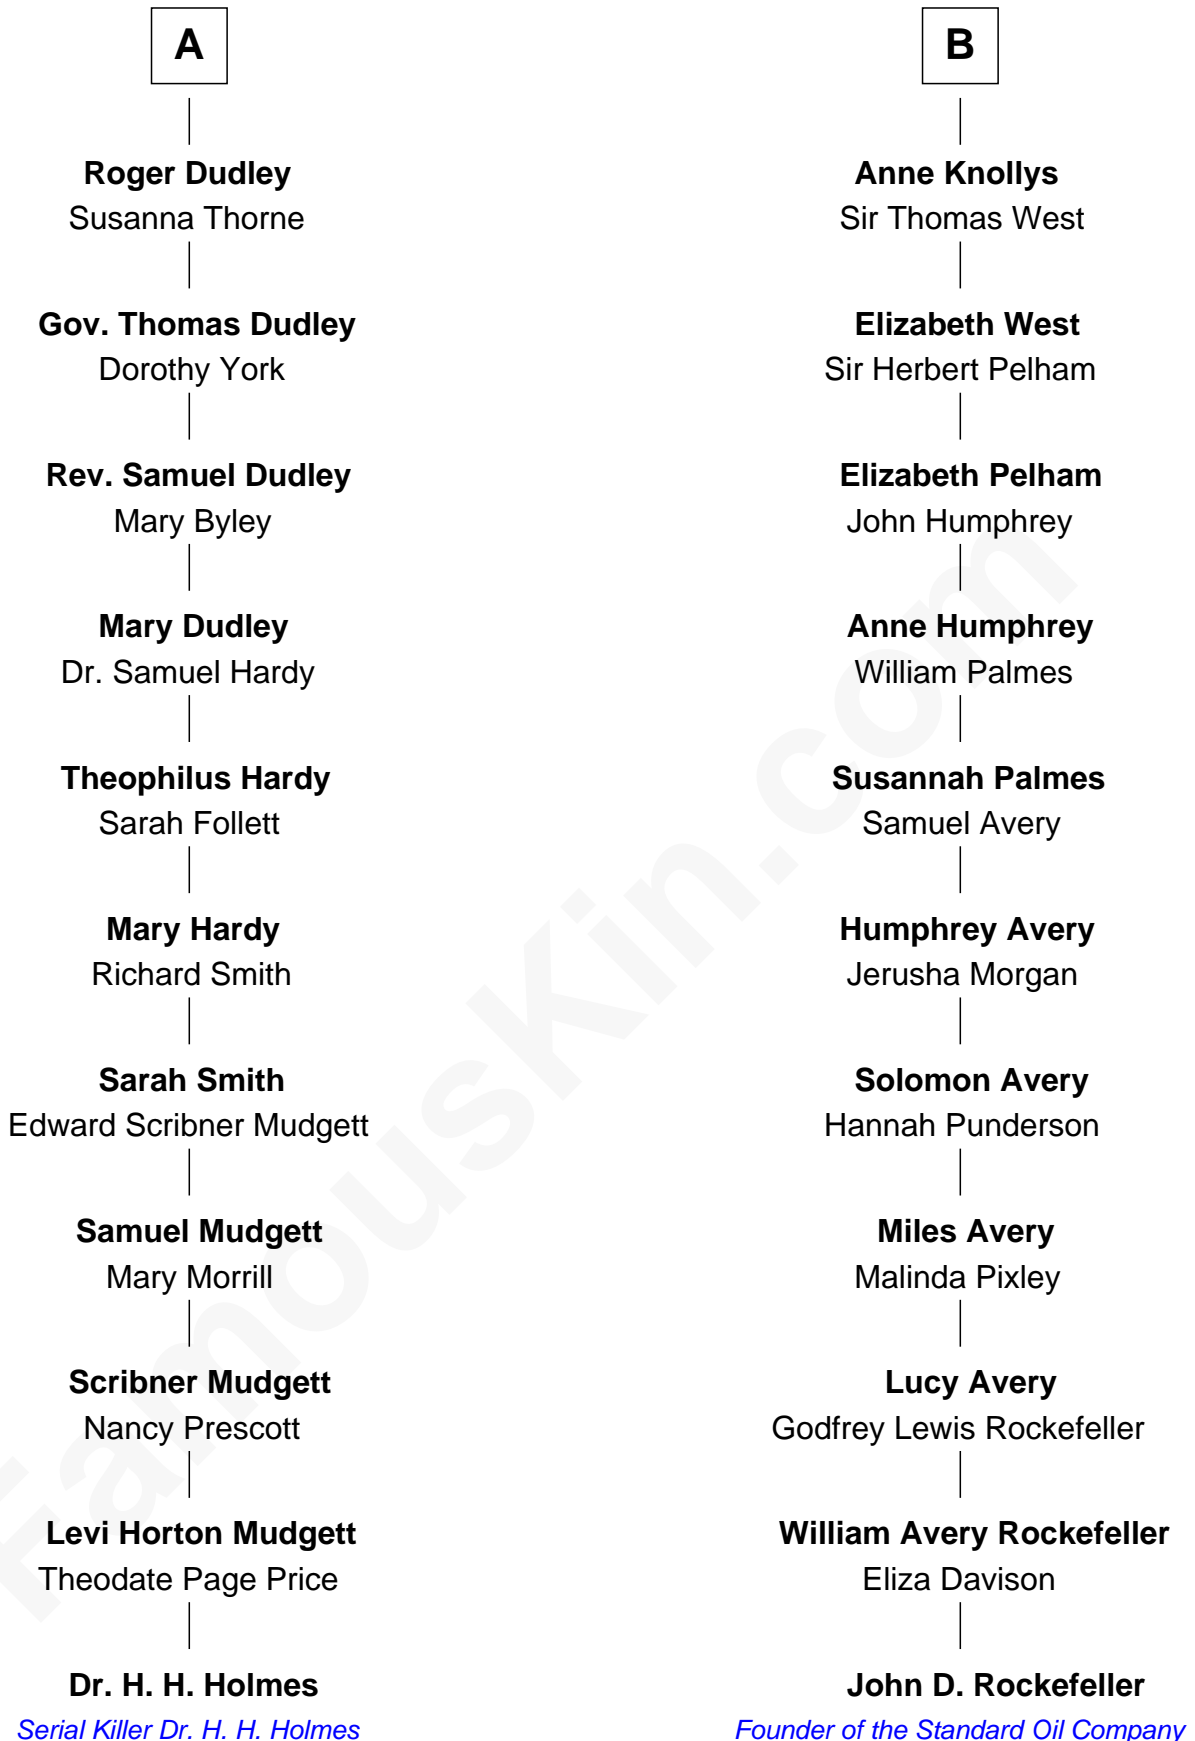 A
Roger Dudley
Susanna Thorne
Gov. Thomas Dudley
Dorothy York
Rev. Samuel Dudley
Mary Byley
Mary Dudley
Dr. Samuel Hardy
Theophilus Hardy
Sarah Follett
Mary Hardy
Richard Smith
Sarah Smith
Edward Scribner Mudgett
Samuel Mudgett
Mary Morrill
Scribner Mudgett
Nancy Prescott
Levi Horton Mudgett
Theodate Page Price
Dr. H. H. Holmes
Serial Killer Dr. H. H. Holmes
B
Anne Knollys
Sir Thomas West
Elizabeth West
Sir Herbert Pelham
Elizabeth Pelham
John Humphrey
Anne Humphrey
William Palmes
Susannah Palmes
Samuel Avery
Humphrey Avery
Jerusha Morgan
Solomon Avery
Hannah Punderson
Miles Avery
Malinda Pixley
Lucy Avery
Godfrey Lewis Rockefeller
William Avery Rockefeller
Eliza Davison
John D. Rockefeller
Founder of the Standard Oil Company
FamousKin.com